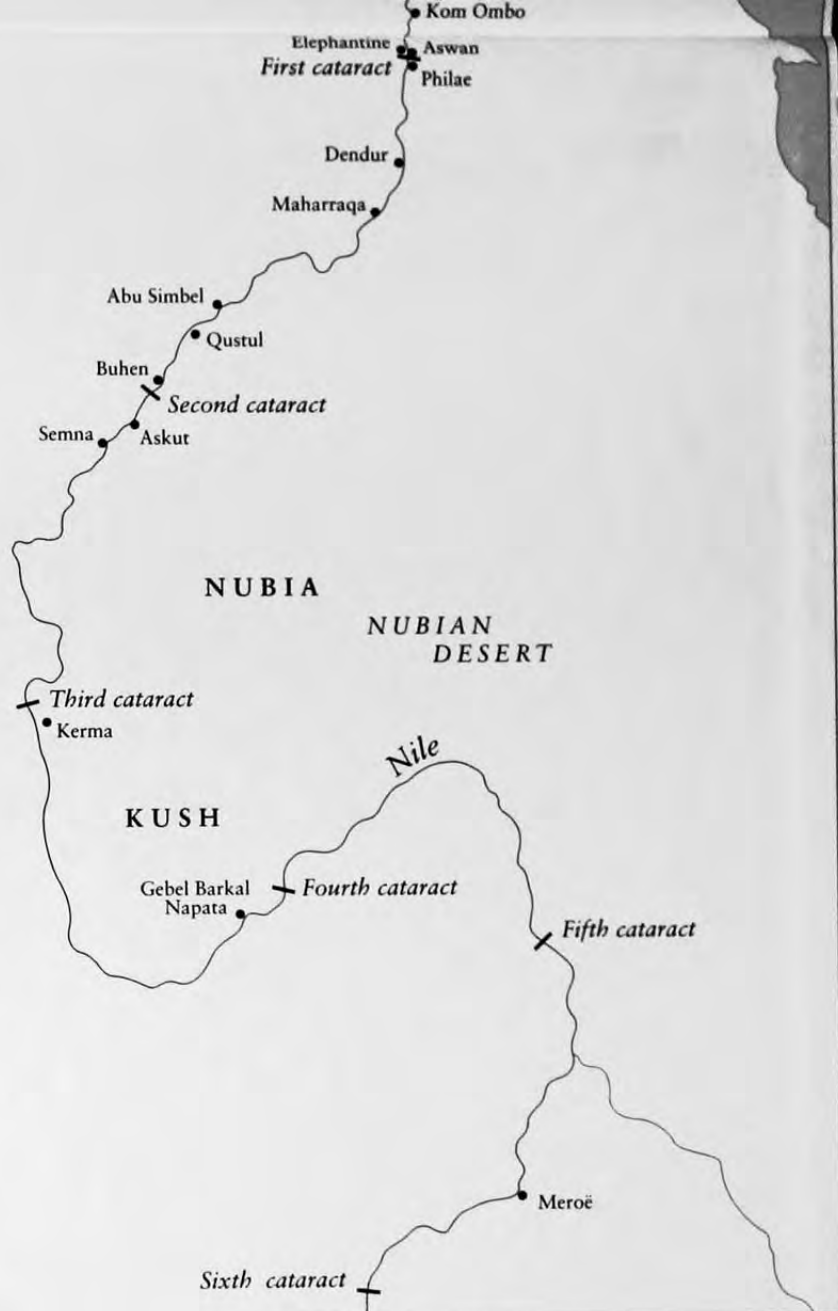 Kom Ombo
Elephantine
Aswan
First cataract
Philae
Dendur
Maharraqa
Abu Simbel
Qustul
Buhen
Second cataract
Semna
Askut
NUBIA
NUBIAN
DESERT
Third cataract
Kerma
Nile
KUSH
Gebel Barkal
Napata
Fourth cataract
Fifth cataract
Meroë
Sixth cataract